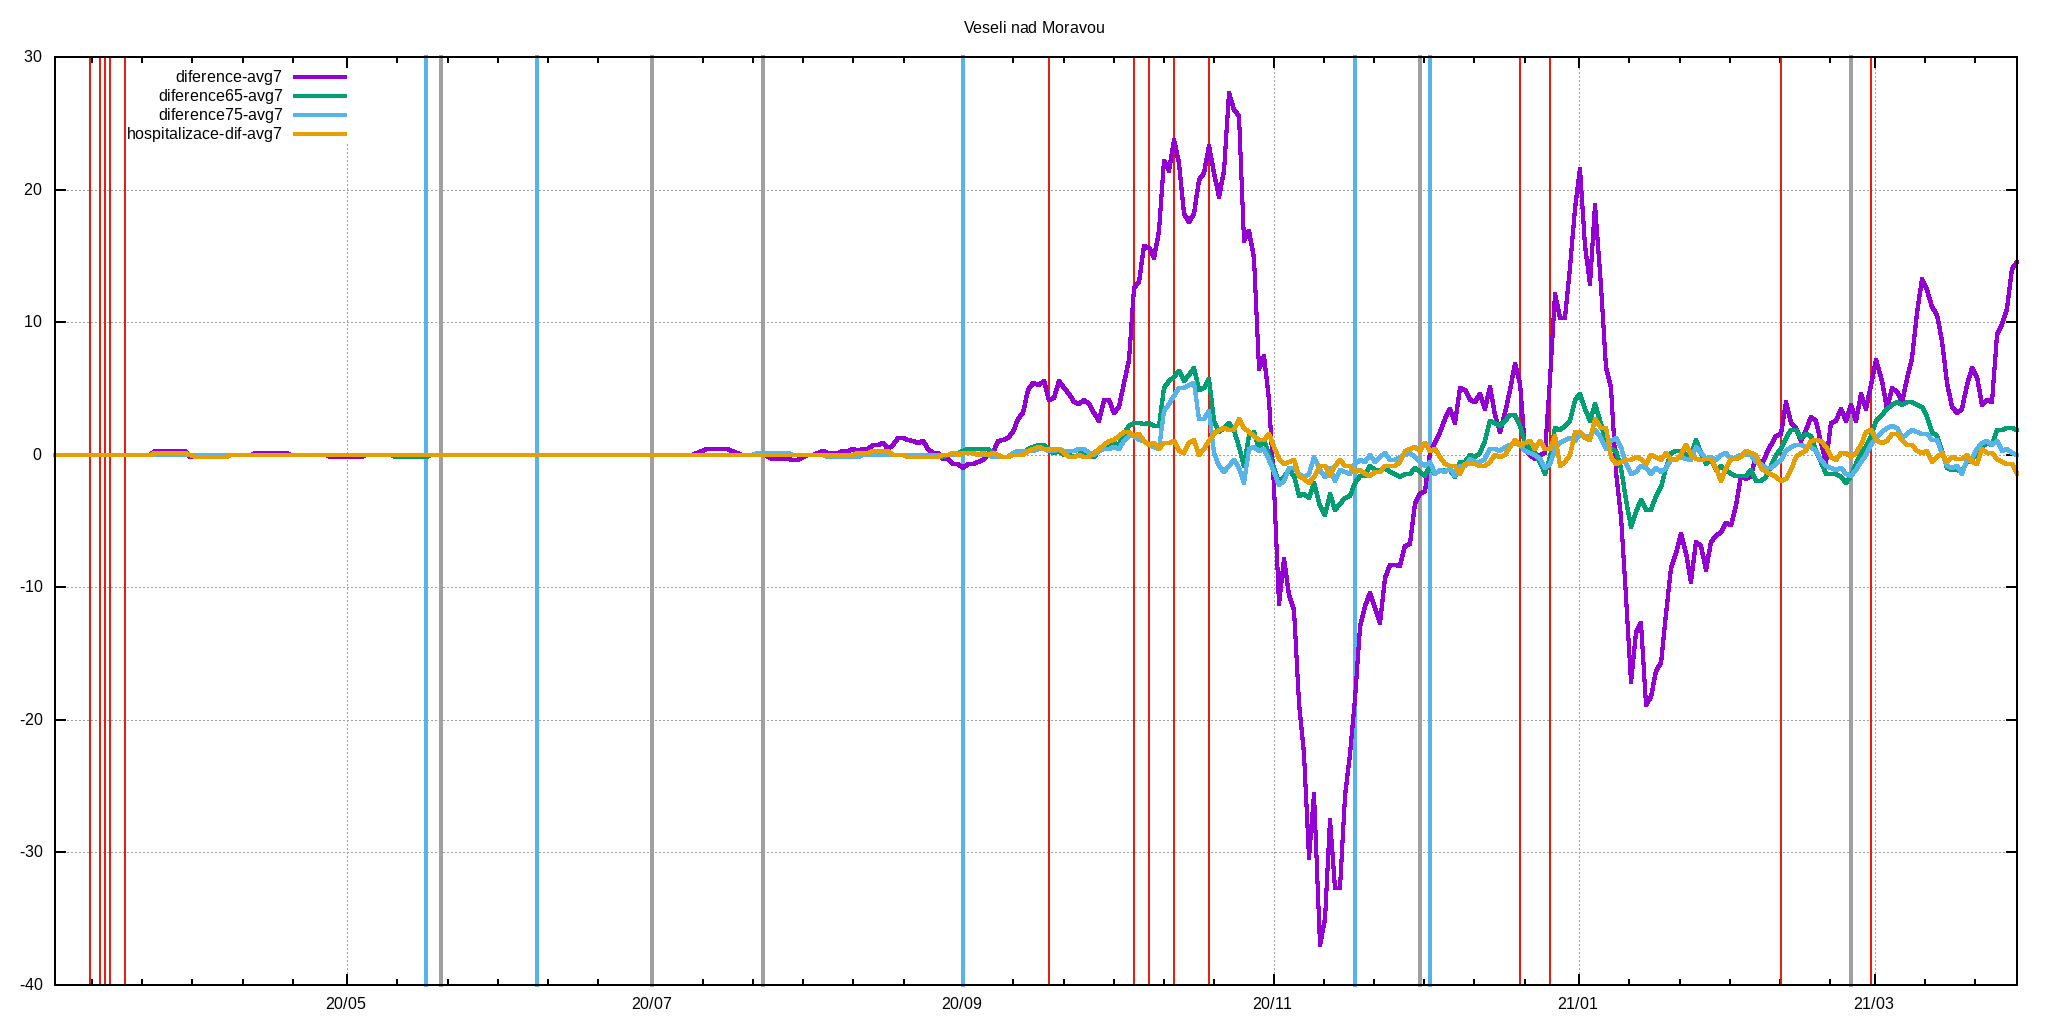 Veseli nad Moravou
30
20
10
0
-10
-20
-30
-40
diference-avg7
diference65-avg7
diference75-avg7
hospitalizace-dif-avg7
20/05
20/07
20/09
20/11
21/01
21/03